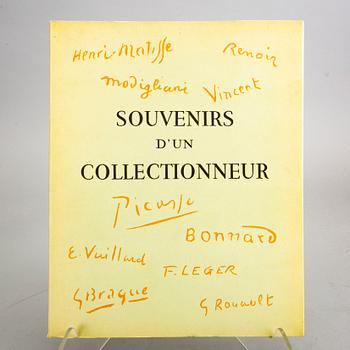 Henri-Matisse Renoir
Modigliani Vincent
SOUVENIRS
D'UN
COLLECTIONNEUR
Picasso
Bonnard
E. Vuillard
F. LEGER
G Braque G Rouault